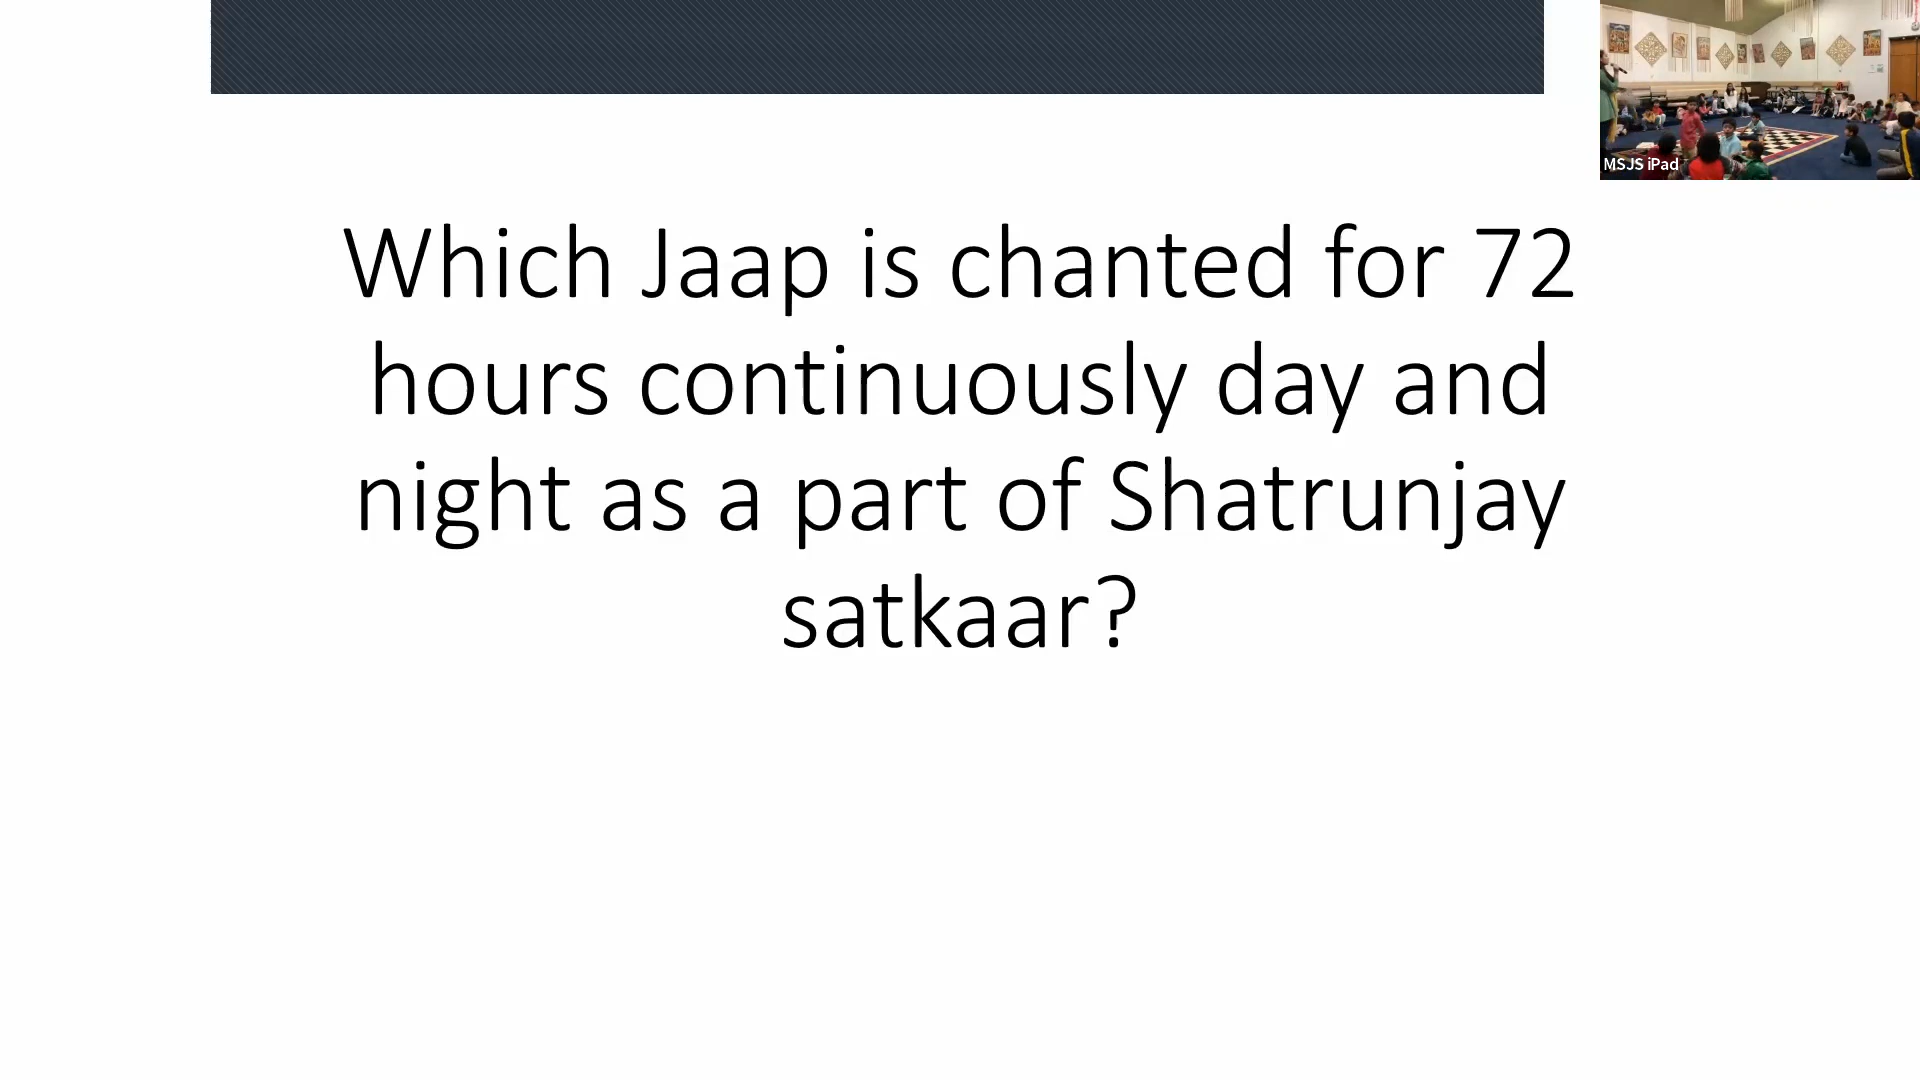 Which Jaap is chanted for 72
hours continuously day and
night as a part of Shatrunjay
satkaar?
MSJS iPad